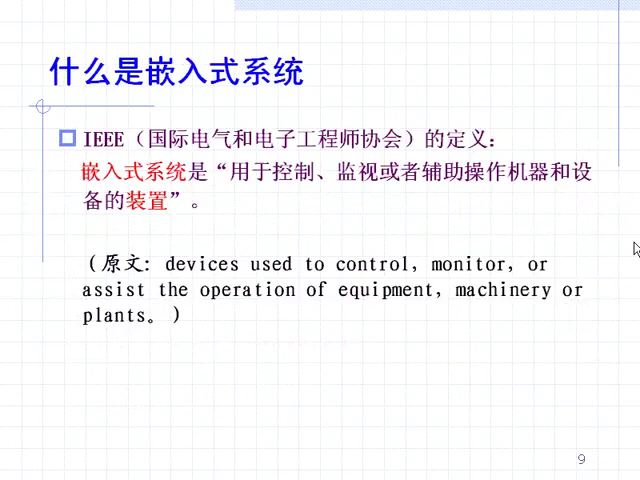 什么是嵌入式系统
IEEE（国际电气和电子工程师协会）的定义：
嵌入式系统是“用于控制、监视或者辅助操作机器和设
备的装置”。
（原文: devices used to control, monitor, or
assist the operation of equipment, machinery or
plants。）
9